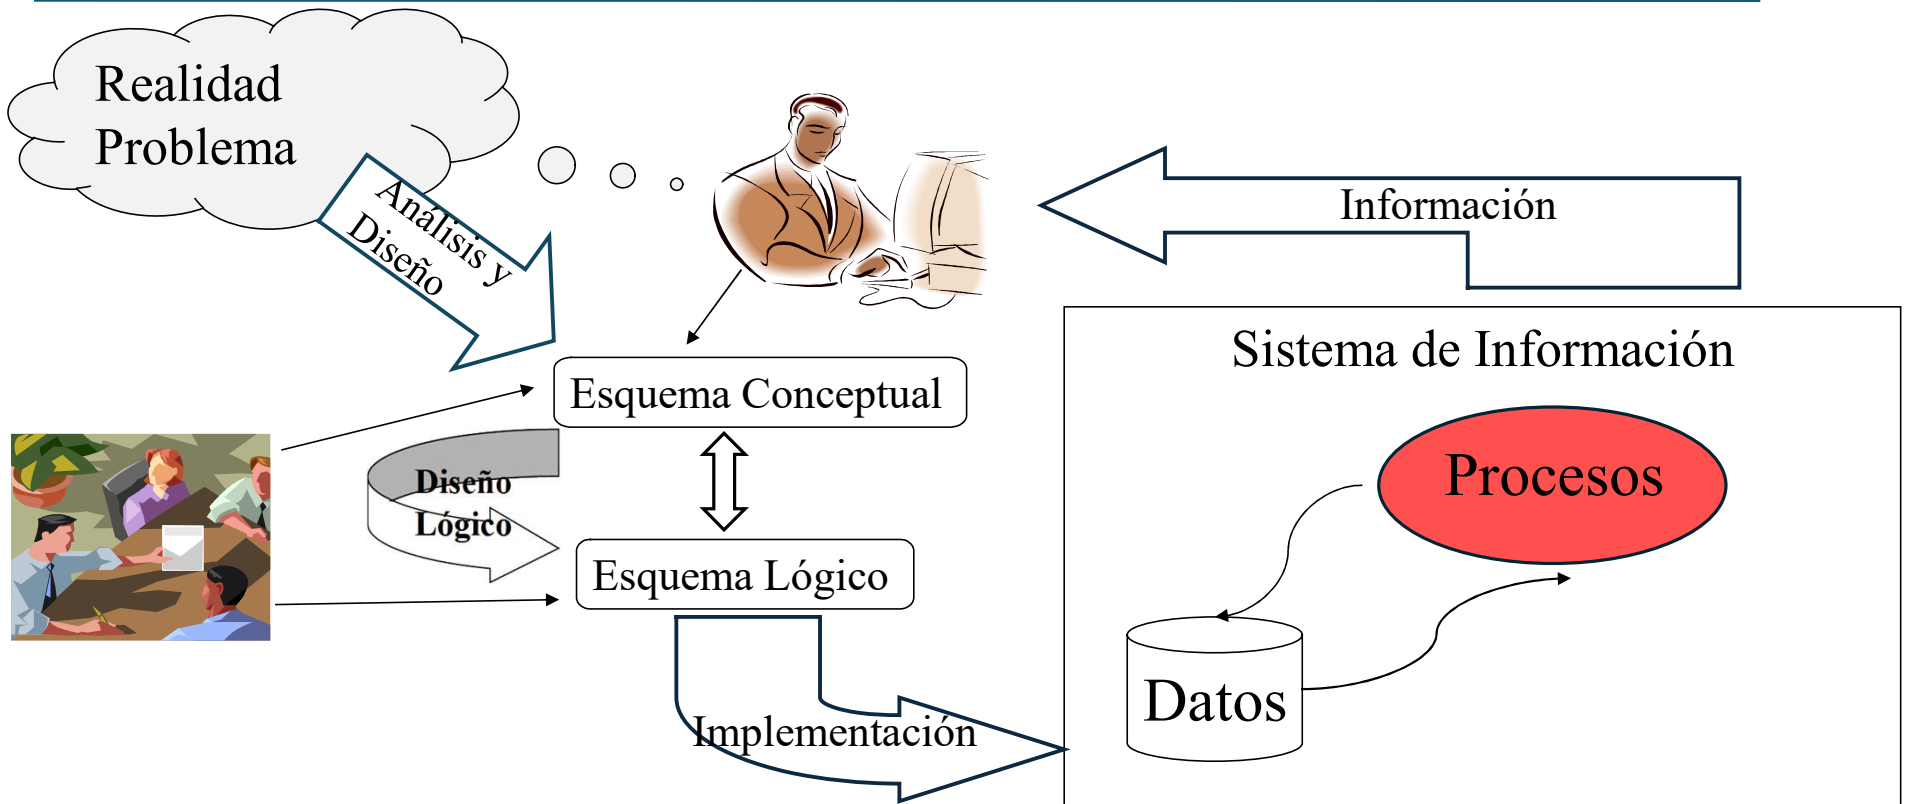 Realidad
Problema
Análisis y
Diseño
Información
Sistema de Información
Esquema Conceptual
Procesos
Diseño
Lógico
Esquema Lógico
Datos
Implementación